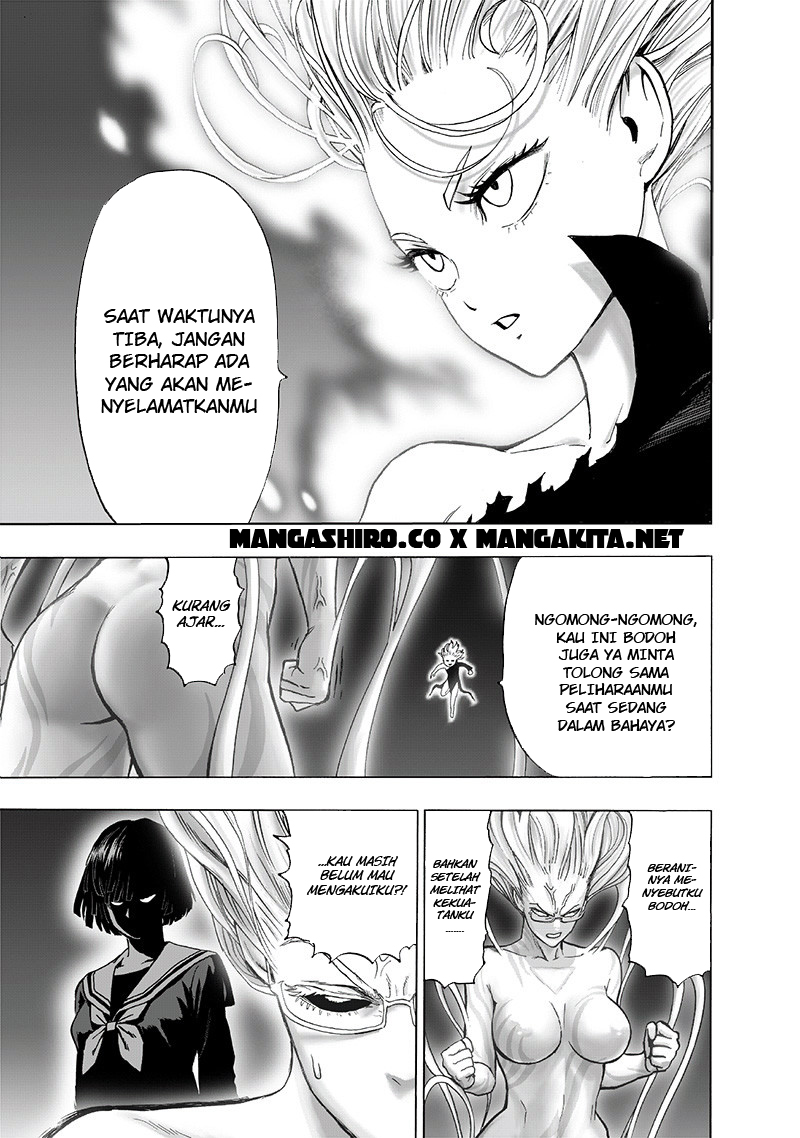 SAAT WAKTUNYA
TIBA, JANGAN
BERHARAP ADA
YANG AKAN ME-
NYELAMATKANMU
MANGASHIRO.CO X MANGAKITA.NET
NGOMONG-NGOMONG,
KAU INI BODOH
JUGA YA MINTA
TOLONG SAMA
PELIHARAANMU
SAAT SEDANG
DALAM BAHAYA?
KURANG
AJAR...
BERANI-
NYA ME-
NYEBUTKU
BODOH...
BAHKAN
SETELAH
MELIHAT
KEKUA-
TANKU
.......
...KAU MASIH
BELUM MAU
MENGAKUIKU?!